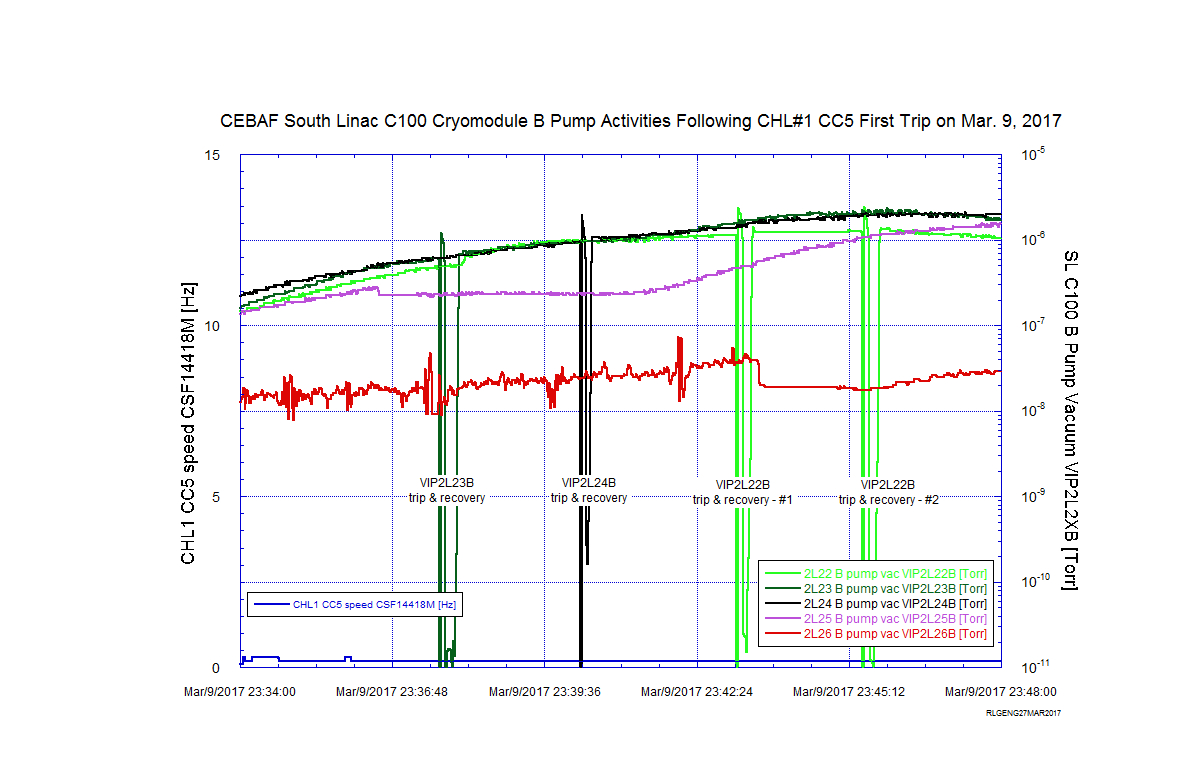 CEBAF South Linac C100 Cryomodule B Pump Activities Following CHL#1 CC5 First Trip on Mar. 9, 2017
15
10
5
0
CHL1 CC5 speed CSF14418M [Hz]
10-5
10-6
10-7
10-8
10-9
10-10
10-11
SL C100 B Pump Vacuum VIP2L2XB [Torr]
VIP2L23B
trip & recovery
VIP2L24B
trip & recovery
VIP2L22B
trip & recovery - #1
VIP2L22B
trip & recovery - #2
CHL1 CC5 speed CSF14418M [Hz]
2L22 B pump vac VIP2L22B [Torr]
2L23 B pump vac VIP2L23B [Torr]
2L24 B pump vac VIP2L24B [Torr]
2L25 B pump vac VIP2L25B [Torr]
2L26 B pump vac VIP2L26B [Torr]
Mar/9/2017 23:34:00
Mar/9/2017 23:36:48
Mar/9/2017 23:39:36
Mar/9/2017 23:42:24
Mar/9/2017 23:45:12
Mar/9/2017 23:48:00
RLGENG27MAR2017